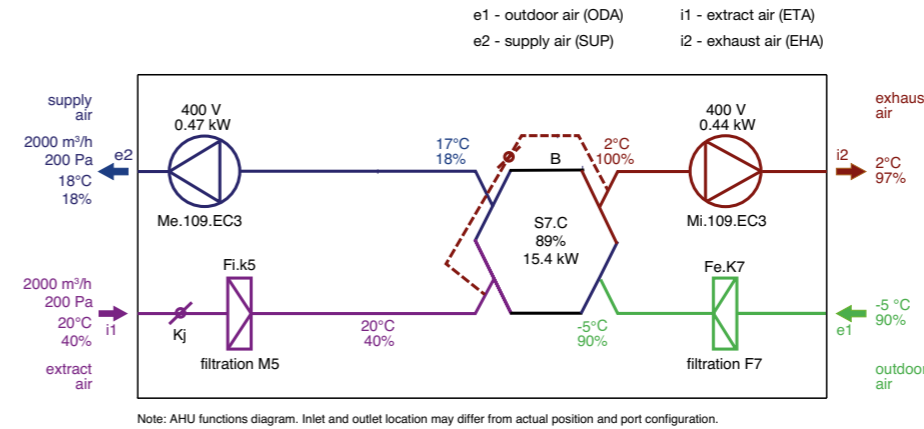 e1 - outdoor air (ODA)
i1 - extract air (ETA)
e2 - supply air (SUP)
i2 - exhaust air (EHA)
supply
air
2000 m³/h
200 Pa
e2
18°C
18%
400 V
0.47 kW
Me.109.EC3
17°C
18%
B
2°C
100%
400 V
0.44 kW
Mi.109.EC3
exhaus
air
i2
2°C
97%
S7.C
89%
15.4 kW
2000 m³/h
200 Pa
20°C
i1
40%
extract
air
Kj
Fi.k5
filtration M5
20°C
40%
-5°C
90%
Fe.K7
filtration F7
-5 °C
e1
90%
outdoor
air
Note: AHU functions diagram. Inlet and outlet location may differ from actual position and port configuration.